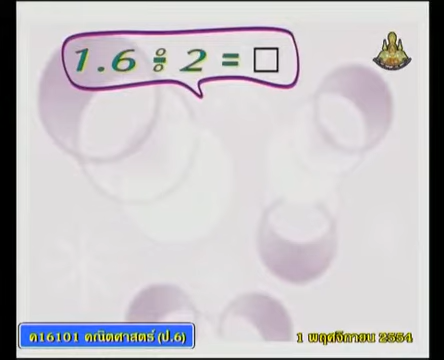 1.6 ÷ 2 = □
ค16101 คณิตศาสตร์ (ป.6)
1 พฤศจิกายน 2554